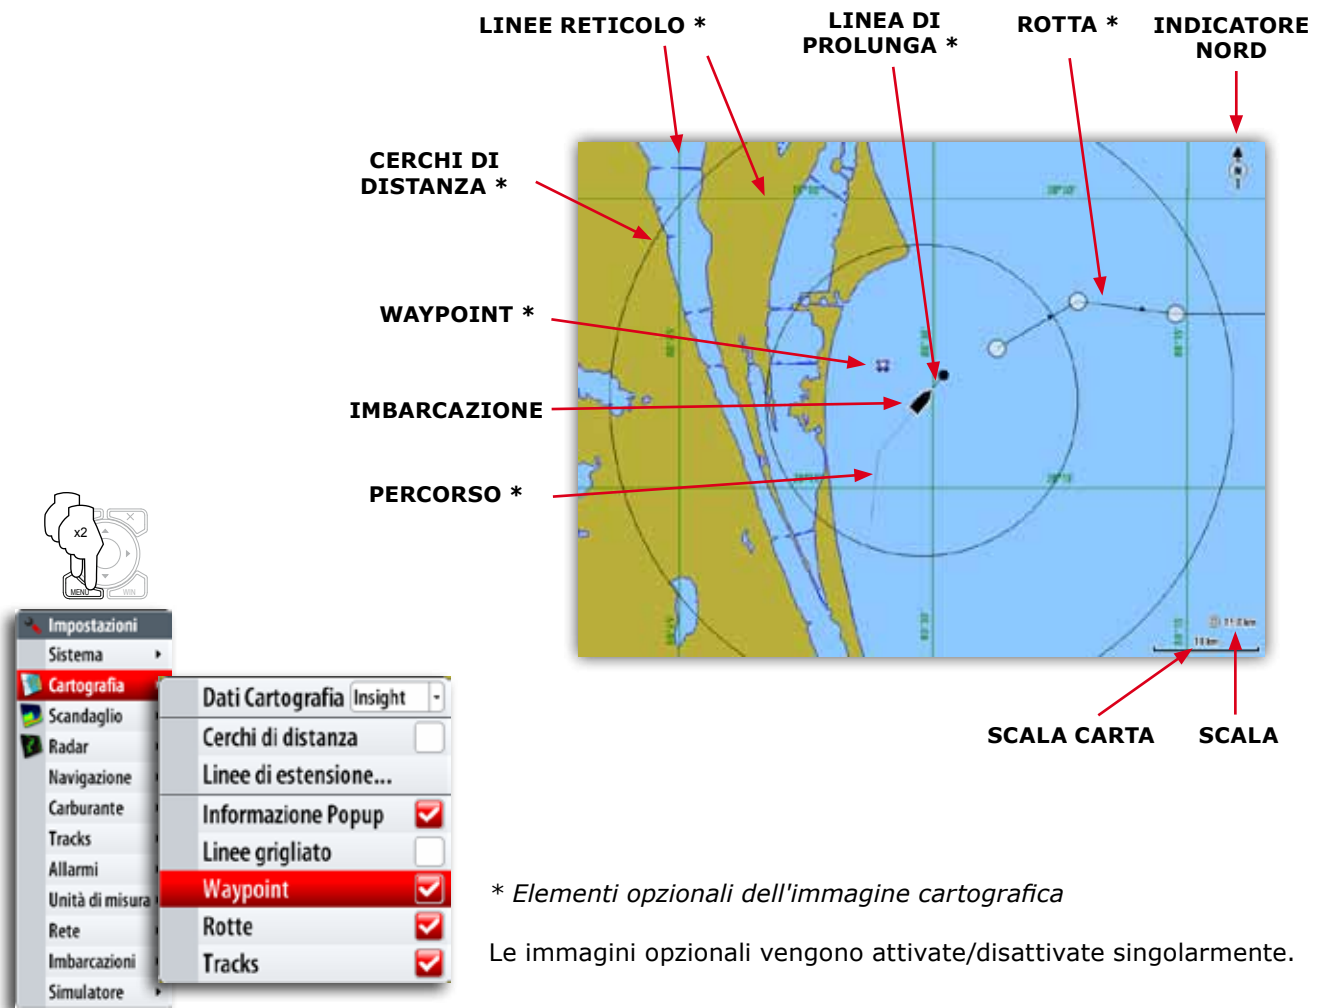 LINEE RETICOLO *
LINEA DI
PROLUNGA *
ROTTA *
INDICATORE
NORD
CERCHI DI
DISTANZA *
WAYPOINT *
IMBARCAZIONE
PERCORSO *
N
10 km
SCALA CARTA
SCALA
x2
MENU
WIN
Impostazioni
Sistema
Cartografia
Scandaglio
Radar
Navigazione
Carburante
Tracks
Allarmi
Unità di misura
Rete
Imbarcazioni
Simulatore
Dati Cartografia Insight
Cerchi di distanza
Linee di estensione...
Informazione Popup
Linee grigliato
Waypoint
Rotte
Tracks
* Elementi opzionali dell'immagine cartografica
Le immagini opzionali vengono attivate/disattivate singolarmente.